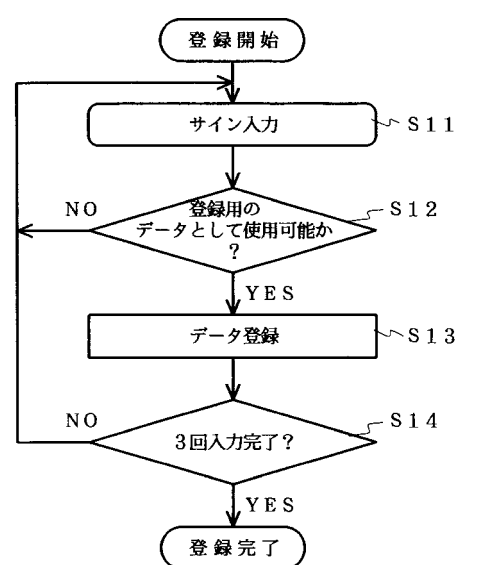 登録開始
サイン入力
S11
NO
登録用の
データとして使用可能か
?
S12
YES
データ登録
S13
NO
3回入力完了?
S14
YES
登録完了